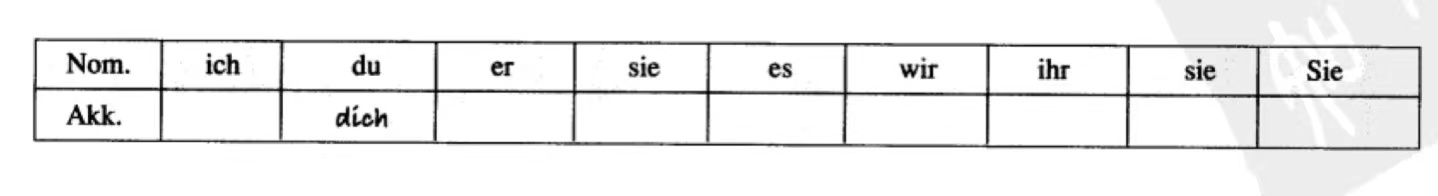 Nom. ich du er sie es wir ihr sie Sie
Akk. dich